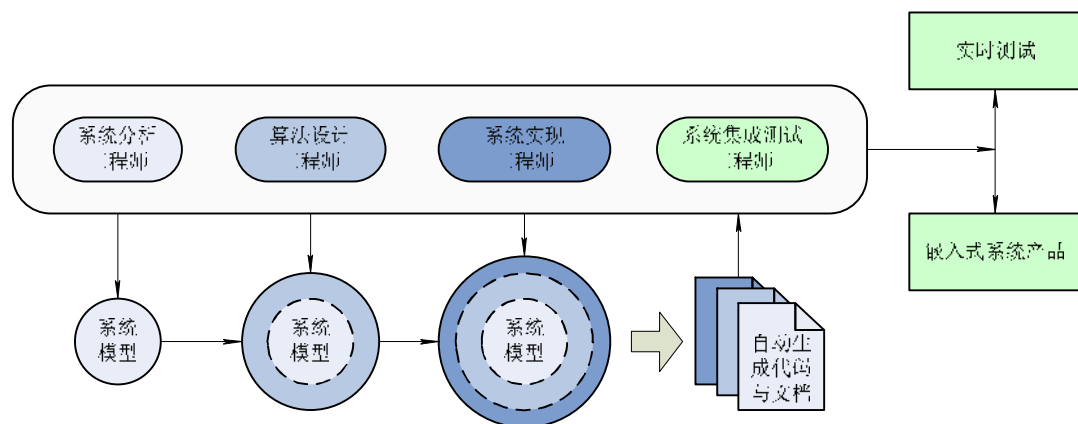 实时测试
系统分析
工程师
算法设计
工程师
系统实现
工程师
系统集成测试
工程师
嵌入式系统产品
系统
模型
系统
模型
系统
模型
自动生
成代码
与文档